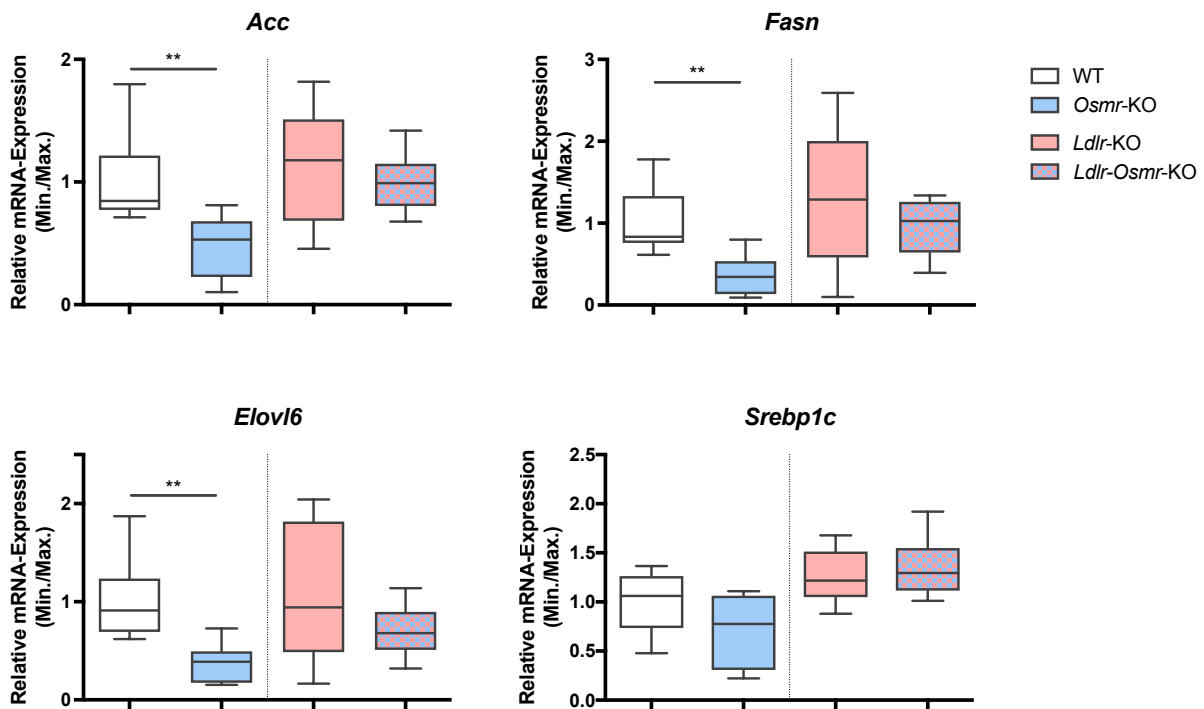 Acc
Relative mRNA-Expression
(Min./Max.)
2
1
0
**
Fasn
Relative mRNA-Expression
(Min./Max.)
3
2
1
0
**
WT
Osmr-KO
Ldlr-KO
Ldlr-Osmr-KO
Elovl6
Relative mRNA-Expression
(Min./Max.)
2
1
0
**
Srebp1c
Relative mRNA-Expression
(Min./Max.)
2.5
2.0
1.5
1.0
0.5
0.0